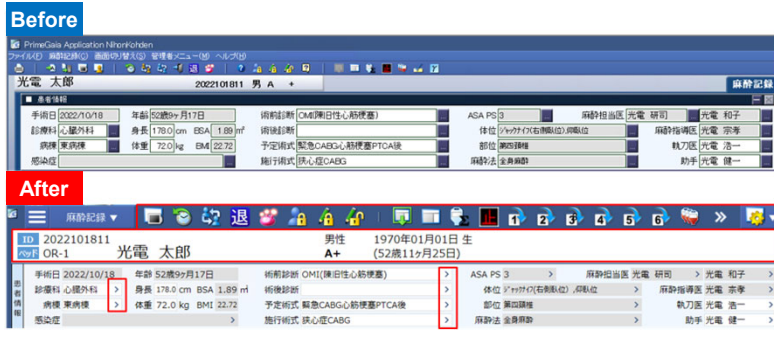 Before
PrimeGaia Application NihonKohden
ファイル(F) 麻酔記録(C) 画面切り替え(S) 管理者メニュー(M) ヘルプ(H)
光電 太郎 2022101811 男 A + 麻酔記録
■ 患者情報
手術日 2022/10/18 年齢 52歳9ヶ月17日 術前診断 OMI(陳旧性心筋梗塞) ASA PS 3 麻酔担当医 光電 研司 光電 和子
診療科 心臓外科 身長 178.0 cm BSA 1.89 ㎡ 術後診断 体位 ジャックナイフ(右側臥位),仰臥位 麻酔指導医 光電 宗孝
病棟 東病棟 体重 72.0 kg BMI 22.72 予定術式 緊急CABG心筋梗塞PTCA後 部位 第四頚椎 執刀医 光電 浩一
感染症 施行術式 狭心症CABG 麻酔法 全身麻酔 助手 光電 健一
After
麻酔記録 ▼ 退 止 1 2 3 4 5 6 »
ID 2022101811 男性 1970年01月01日 生
ベッド OR-1 光電 太郎 A+ (52歳11ヶ月25日)
患者情報
手術日 2022/10/18 年齢 52歳9ヶ月17日 術前診断 OMI(陳旧性心筋梗塞) > ASA PS 3 > 麻酔担当医 光電 研司 > 光電 和子 >
診療科 心臓外科 > 身長 178.0 cm BSA 1.89 ㎡ 術後診断 > 体位 ジャックナイフ(右側臥位),仰臥位 > 麻酔指導医 光電 宗孝 >
病棟 東病棟 > 体重 72.0 kg BMI 22.72 予定術式 緊急CABG心筋梗塞PTCA後 > 部位 第四頚椎 > 執刀医 光電 浩一 >
感染症 > 施行術式 狭心症CABG > 麻酔法 全身麻酔 > 助手 光電 健一 >